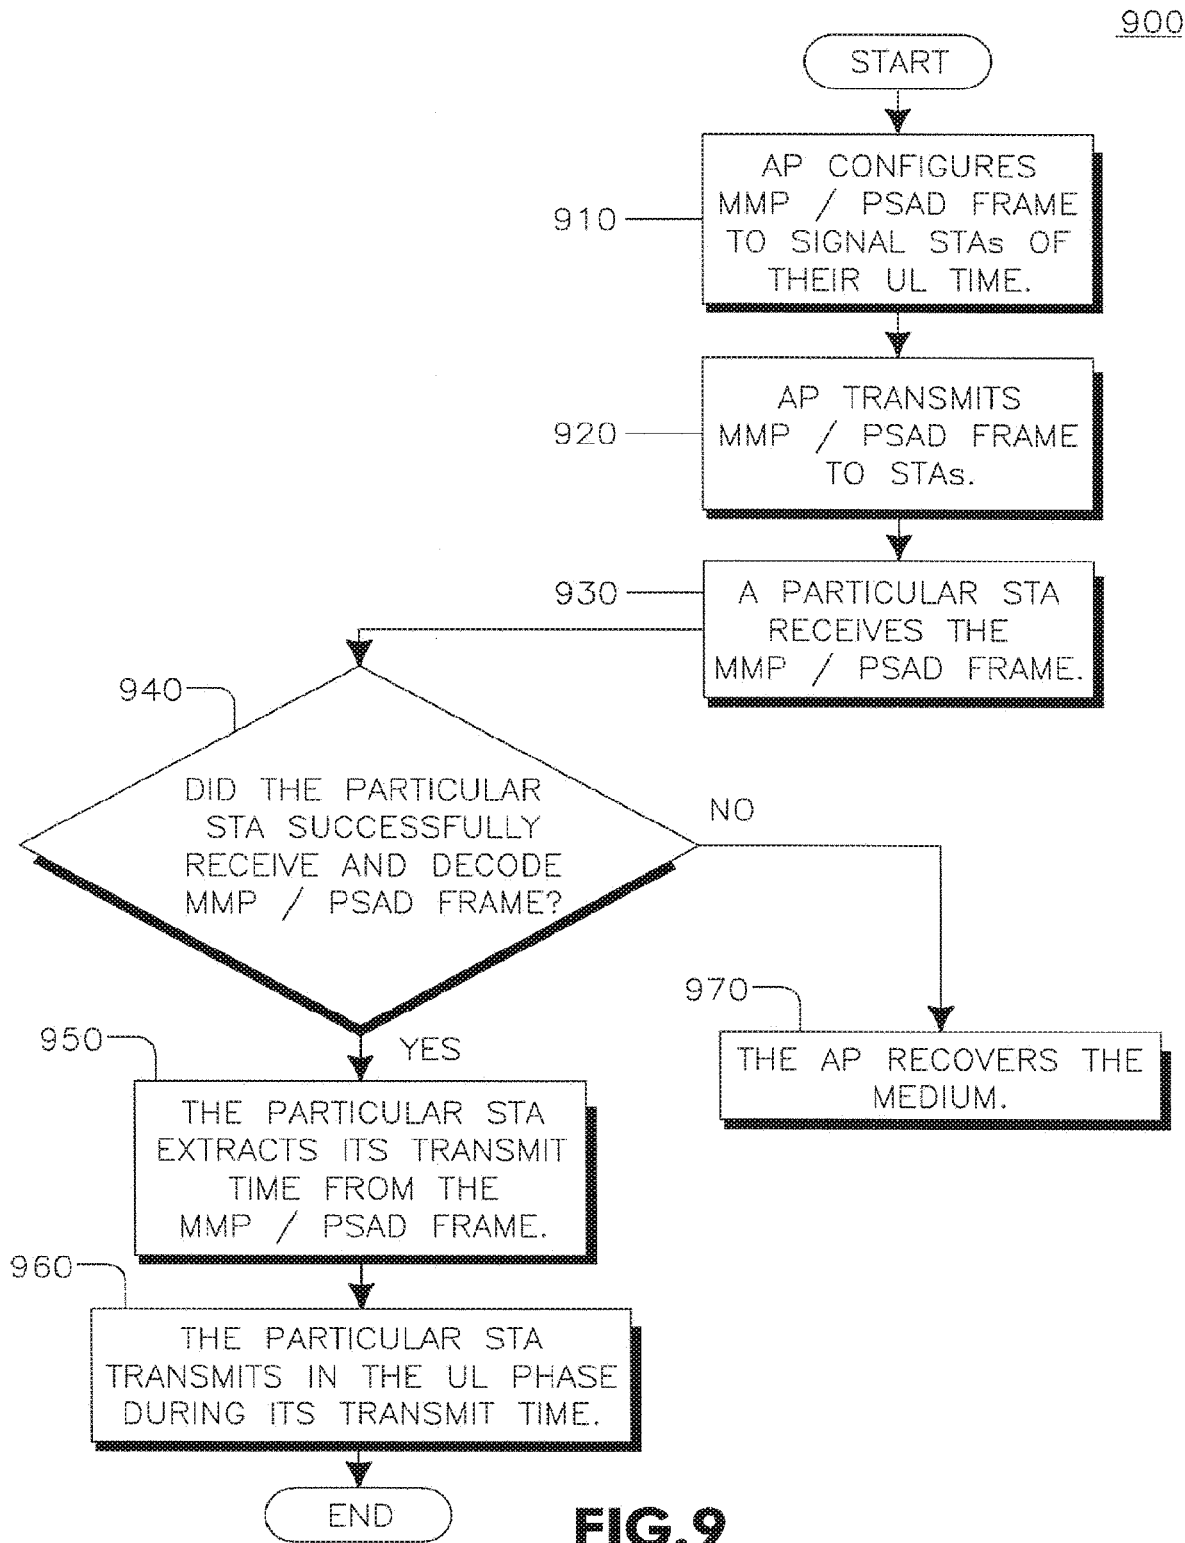 900
START
910
AP CONFIGURES
MMP / PSAD FRAME
TO SIGNAL STAs OF
THEIR UL TIME.
920
AP TRANSMITS
MMP / PSAD FRAME
TO STAs.
930
A PARTICULAR STA
RECEIVES THE
MMP / PSAD FRAME.
940
DID THE PARTICULAR
STA SUCCESSFULLY
RECEIVE AND DECODE
MMP / PSAD FRAME?
NO
970
THE AP RECOVERS THE
MEDIUM.
YES
950
THE PARTICULAR STA
EXTRACTS ITS TRANSMIT
TIME FROM THE
MMP / PSAD FRAME.
960
THE PARTICULAR STA
TRANSMITS IN THE UL PHASE
DURING ITS TRANSMIT TIME.
END
FIG.9